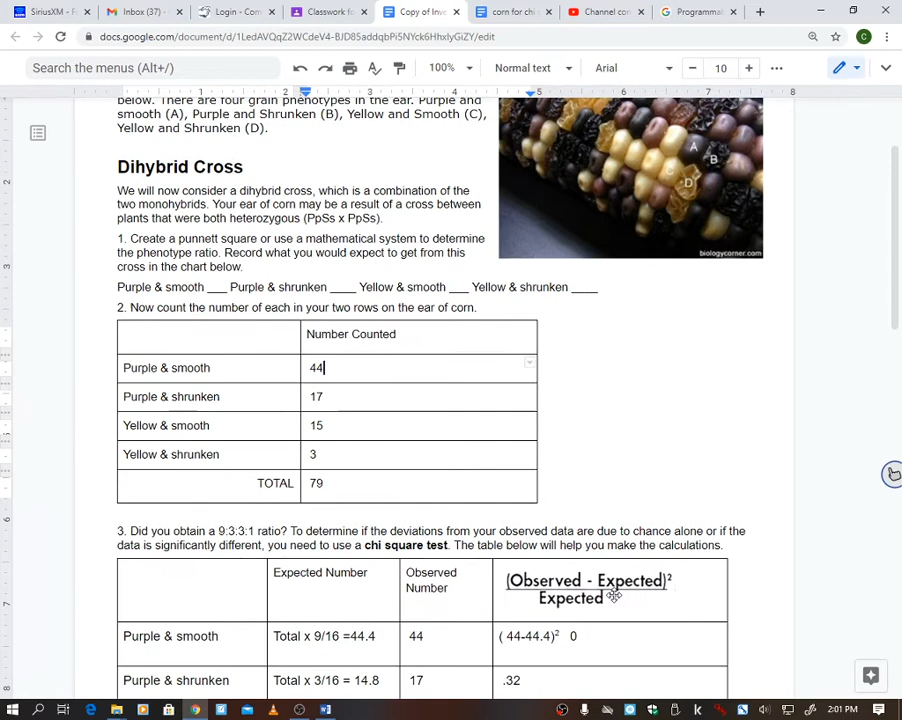 SiriusXM – F
Inbox (37) -
Login - Com
Classwork fo
Copy of Inve
corn for chi s
Channel con
Programmat
docs.google.com/document/d/1LedAVQqZ2WCdeV4-BJD85addqbPi5NYck6HhxlyGiZY/edit
Search the menus (Alt+/)
100%
Normal text
Arial
10
1 2 3 4 5 6 7 8
below. There are four grain phenotypes in the ear. Purple and
smooth (A), Purple and Shrunken (B), Yellow and Smooth (C),
Yellow and Shrunken (D).
A
B
C
D
biologycorner.com
Dihybrid Cross
We will now consider a dihybrid cross, which is a combination of the
two monohybrids. Your ear of corn may be a result of a cross between
plants that were both heterozygous (PpSs x PpSs).
1. Create a punnett square or use a mathematical system to determine
the phenotype ratio. Record what you would expect to get from this
cross in the chart below.
Purple & smooth ___ Purple & shrunken ____ Yellow & smooth ___ Yellow & shrunken ____
2. Now count the number of each in your two rows on the ear of corn.
Number Counted
Purple & smooth 44
Purple & shrunken 17
Yellow & smooth 15
Yellow & shrunken 3
TOTAL 79
3. Did you obtain a 9:3:3:1 ratio? To determine if the deviations from your observed data are due to chance alone or if the
data is significantly different, you need to use a chi square test. The table below will help you make the calculations.
Expected Number
Observed
Number
(Observed - Expected)²
Expected
Purple & smooth Total x 9/16 =44.4 44 ( 44-44.4)² 0
Purple & shrunken Total x 3/16 = 14.8 17 .32
2:01 PM